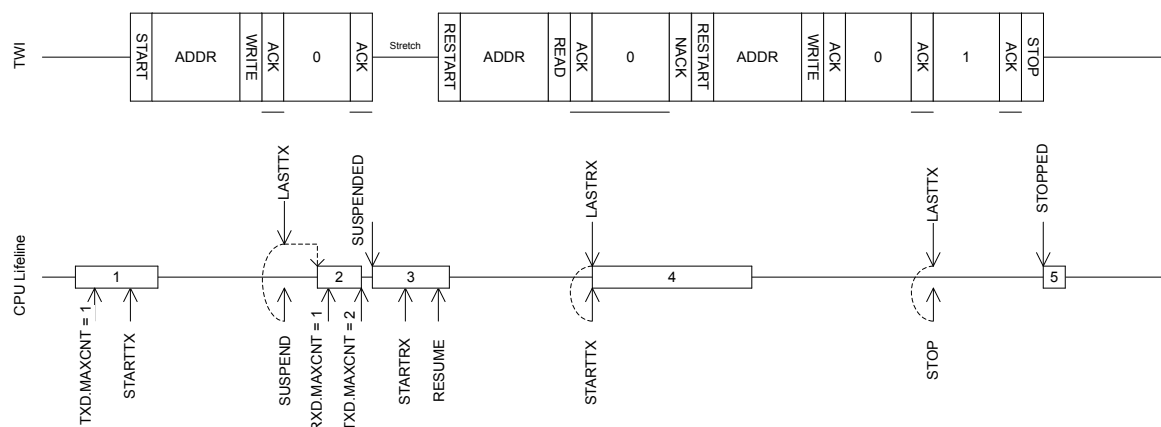 TWI
START
ADDR
WRITE
ACK
0
ACK
Stretch
RESTART
ADDR
READ
ACK
0
NACK
RESTART
ADDR
WRITE
ACK
0
ACK
1
ACK
STOP
LASTTX
SUSPENDED
LASTRX
LASTTX
STOPPED
CPU Lifeline
1
2
3
4
5
TXD.MAXCNT = 1
STARTTX
SUSPEND
RXD.MAXCNT = 1
TXD.MAXCNT = 2
STARTRX
RESUME
STARTTX
STOP